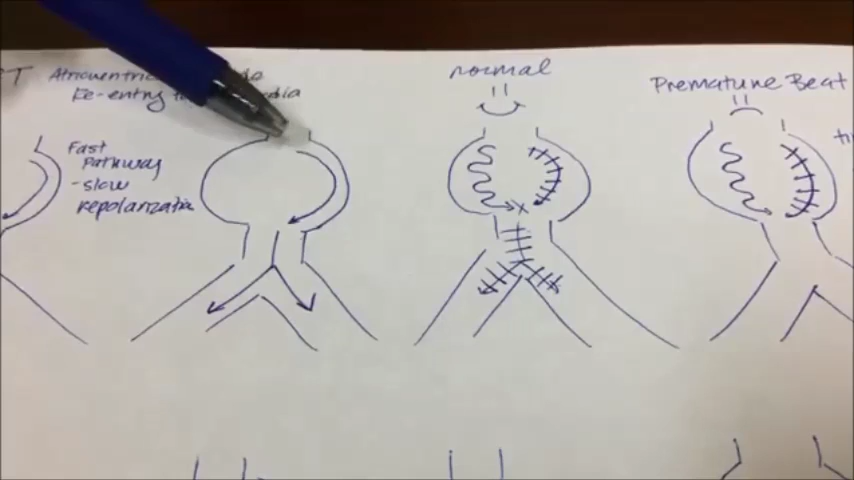 Atrioventric
Re-entry
Fast
Pathway
-slow
Repolarizatio
normal
Premature Beat